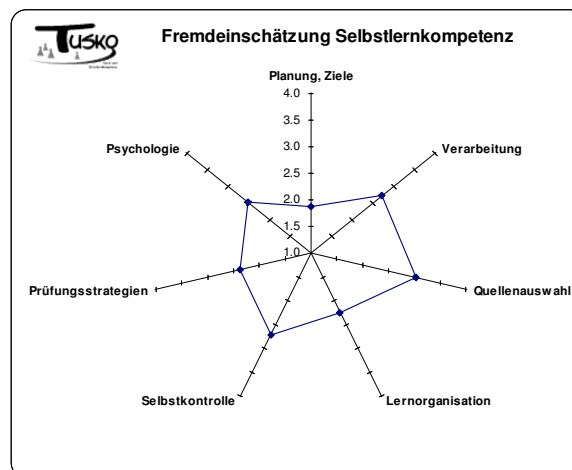 Tusko
Fremdeinschätzung Selbstlernkompetenz
Planung, Ziele
4.0
3.5
3.0
2.5
2.0
1.5
1.0
Psychologie
Verarbeitung
Prüfungsstrategien
Quellenauswahl
Selbstkontrolle
Lernorganisation